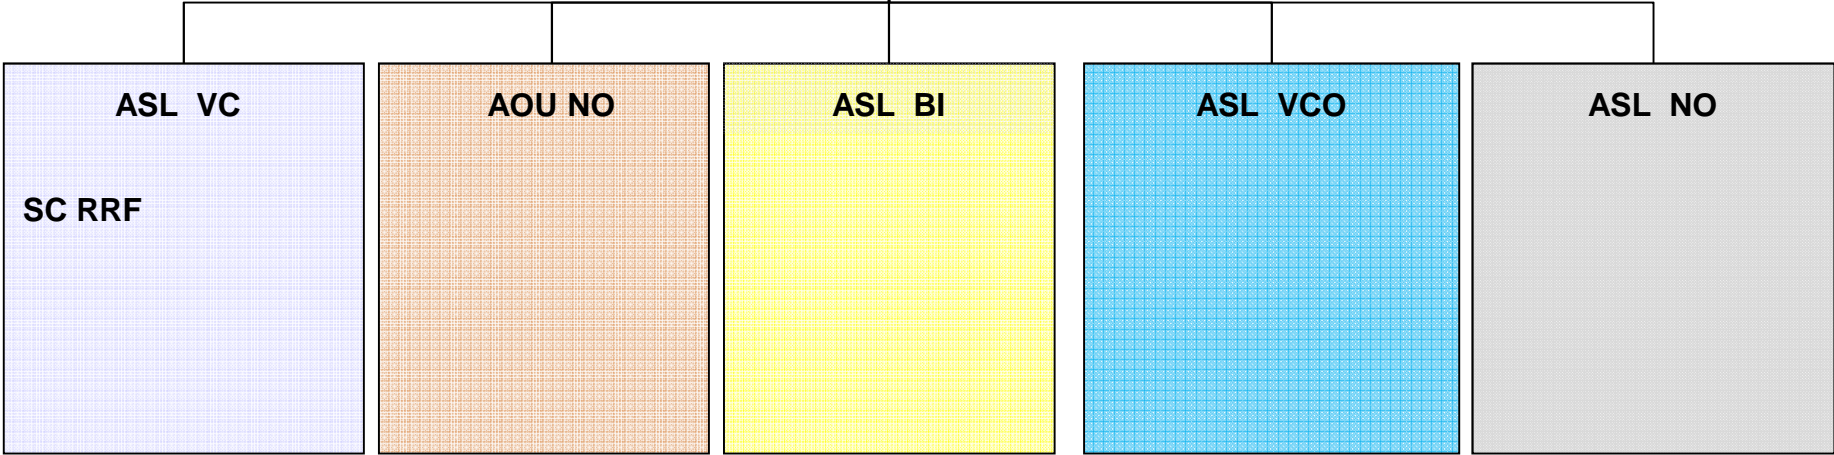 ASL VC
SC RRF
AOU NO
ASL BI
ASL VCO
ASL NO